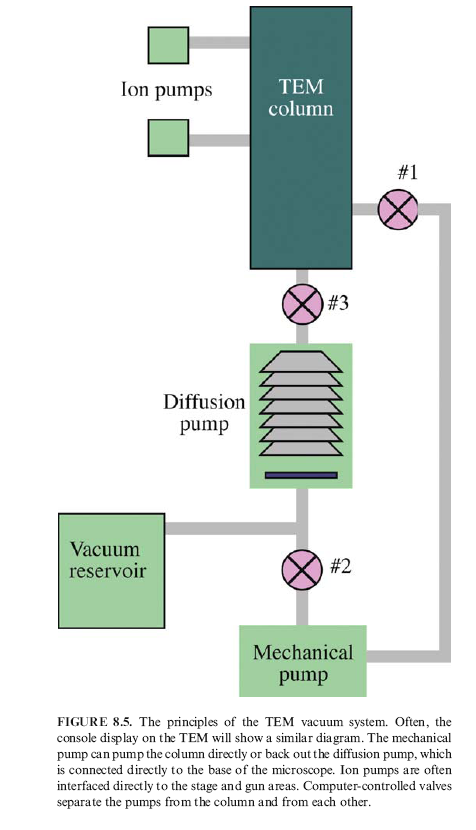 TEM
column
Ion pumps
#1
#3
Diffusion
pump
Vacuum
reservoir
#2
Mechanical
pump
FIGURE 8.5. The principles of the TEM vacuum system. Often, the
console display on the TEM will show a similar diagram. The mechanical
pump can pump the column directly or back out the diffusion pump, which
is connected directly to the base of the microscope. Ion pumps are often
interfaced directly to the stage and gun areas. Computer-controlled valves
separate the pumps from the column and from each other.